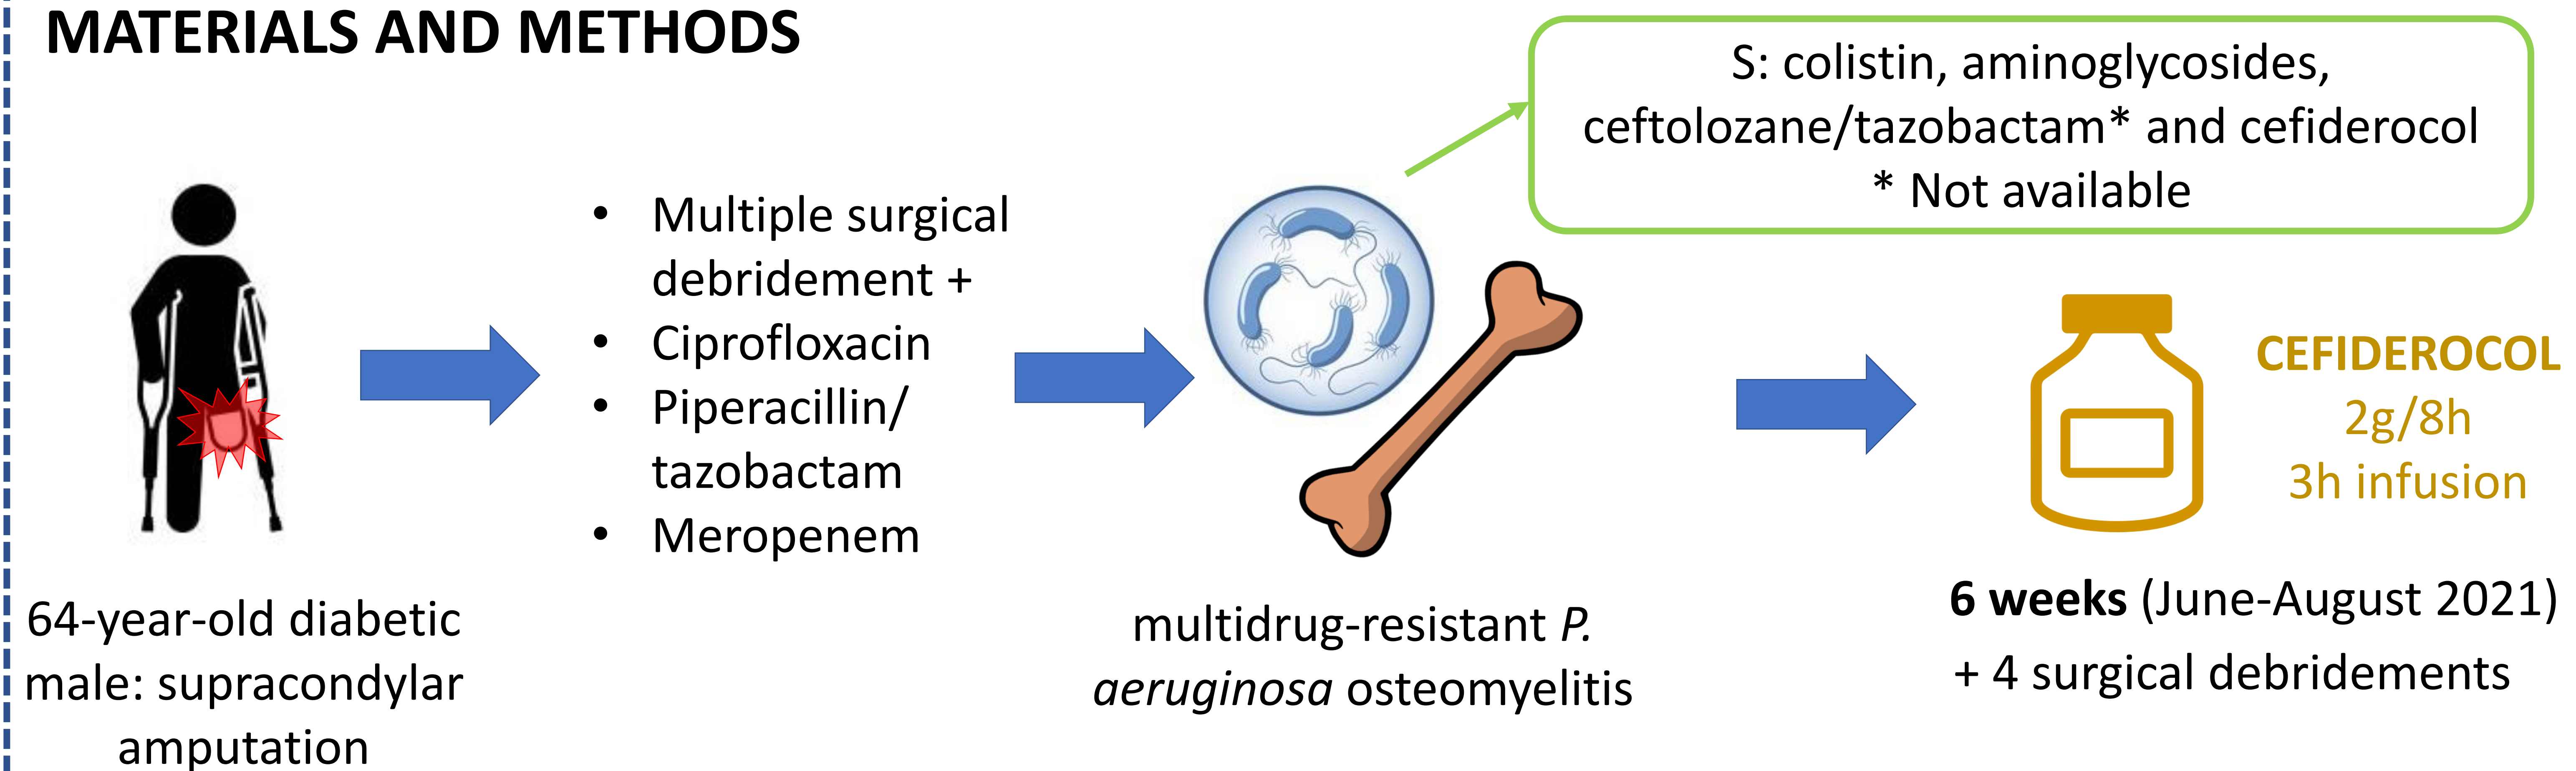 MATERIALS AND METHODS
64-year-old diabetic
male: supracondylar
amputation
• Multiple surgical
debridement +
• Ciprofloxacin
• Piperacillin/
tazobactam
• Meropenem
S: colistin, aminoglycosides,
ceftolozane/tazobactam* and cefiderocol
* Not available
multidrug-resistant P.
aeruginosa osteomyelitis
CEFIDEROCOL
2g/8h
3h infusion
6 weeks (June-August 2021)
+ 4 surgical debridements